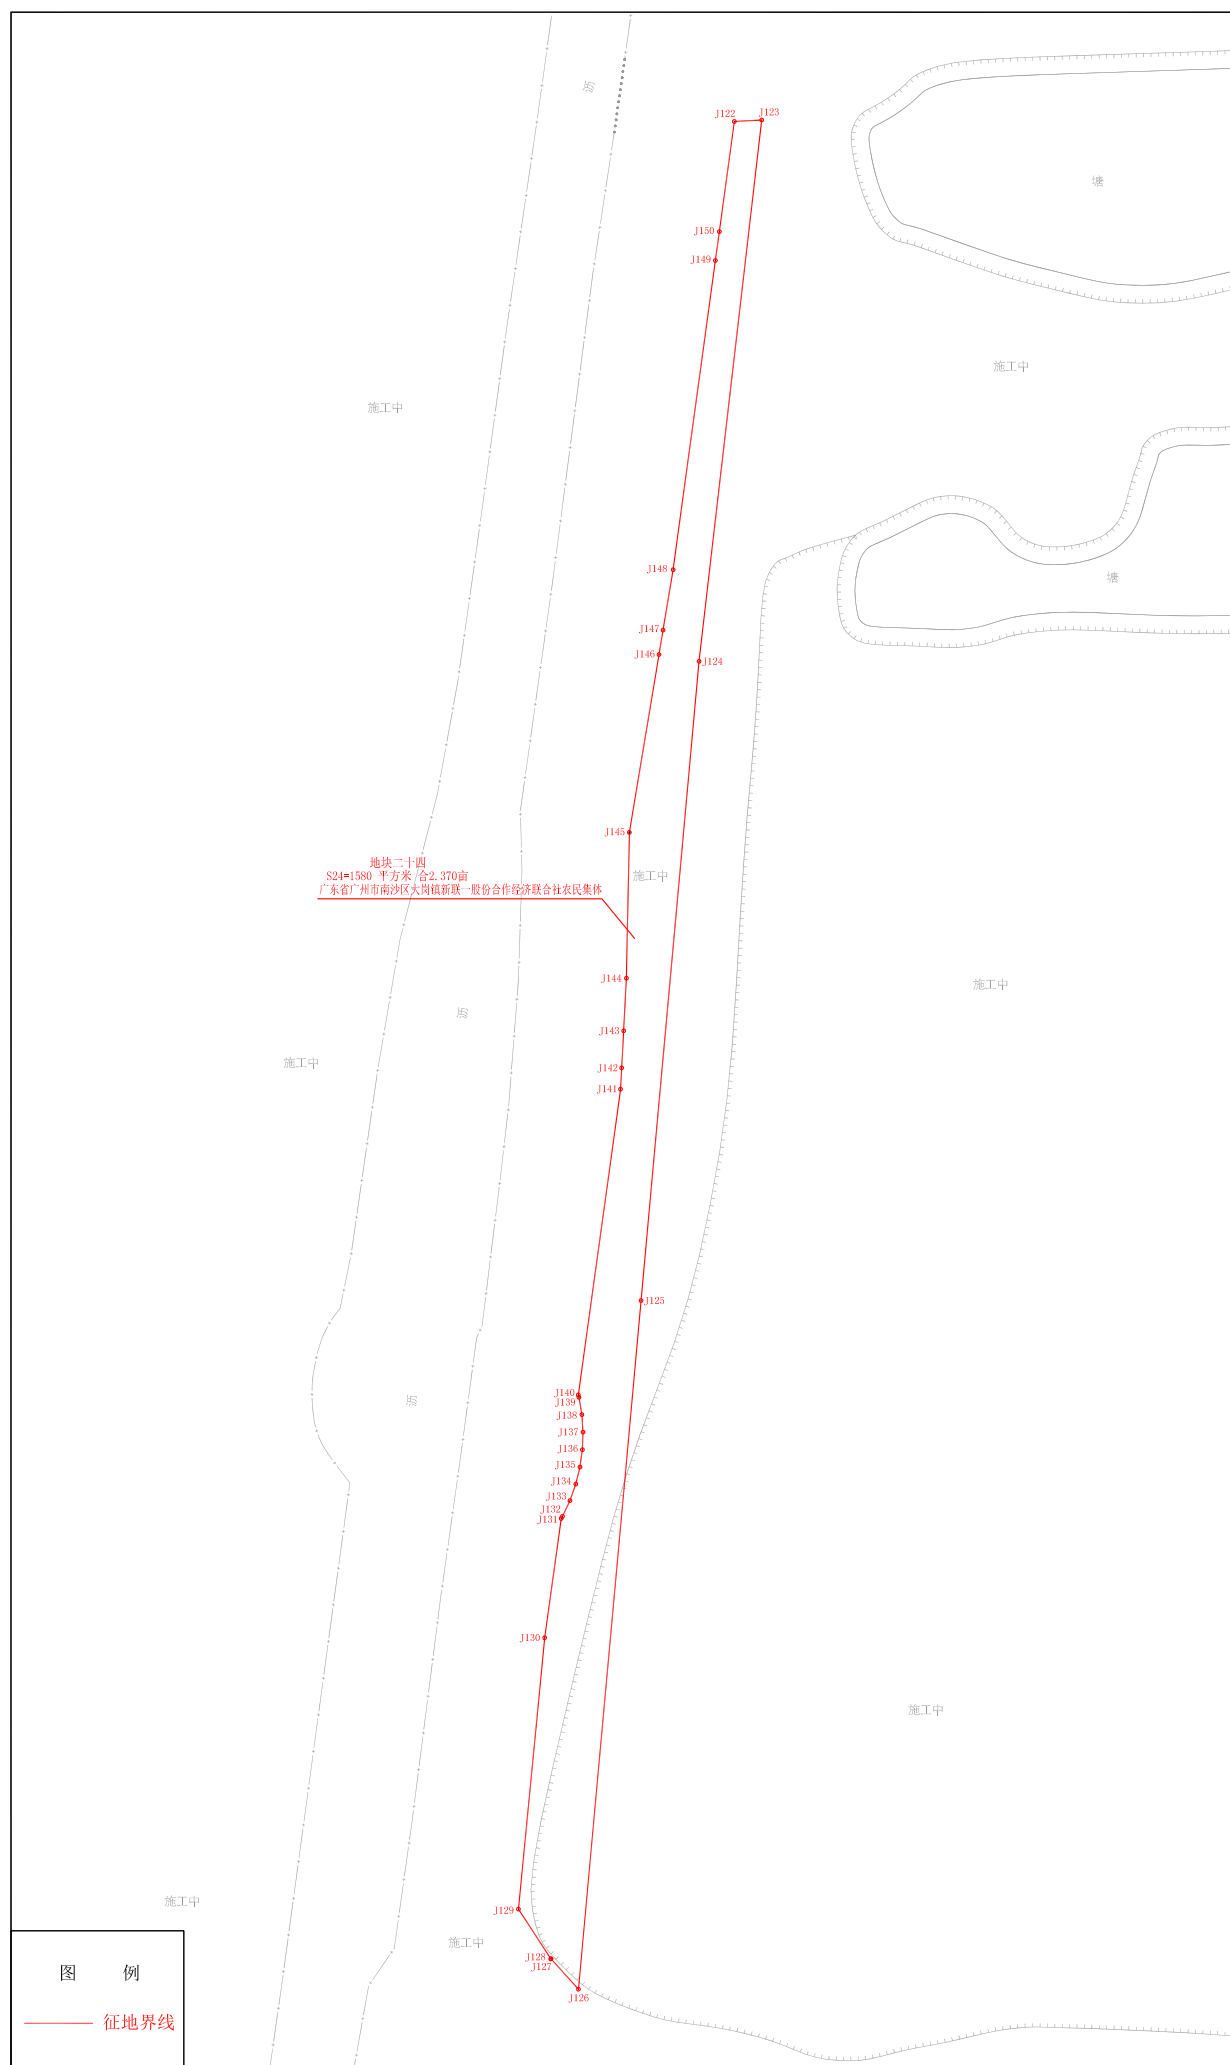 沥
J122
J123
塘
J150
J149
施工中
施工中
J148
塘
J147
J146
J124
J145
地块二十四
S24=1580 平方米 合2.370亩
广东省广州市南沙区大岗镇新联一股份合作经济联合社农民集体
施工中
J144
施工中
沥
J143
施工中
J142
J141
J125
J140
沥
J139
J138
J137
J136
J135
J134
J133
J132
J131
J130
施工中
施工中
J129
施工中
J128
J127
J126
图 例
征地界线